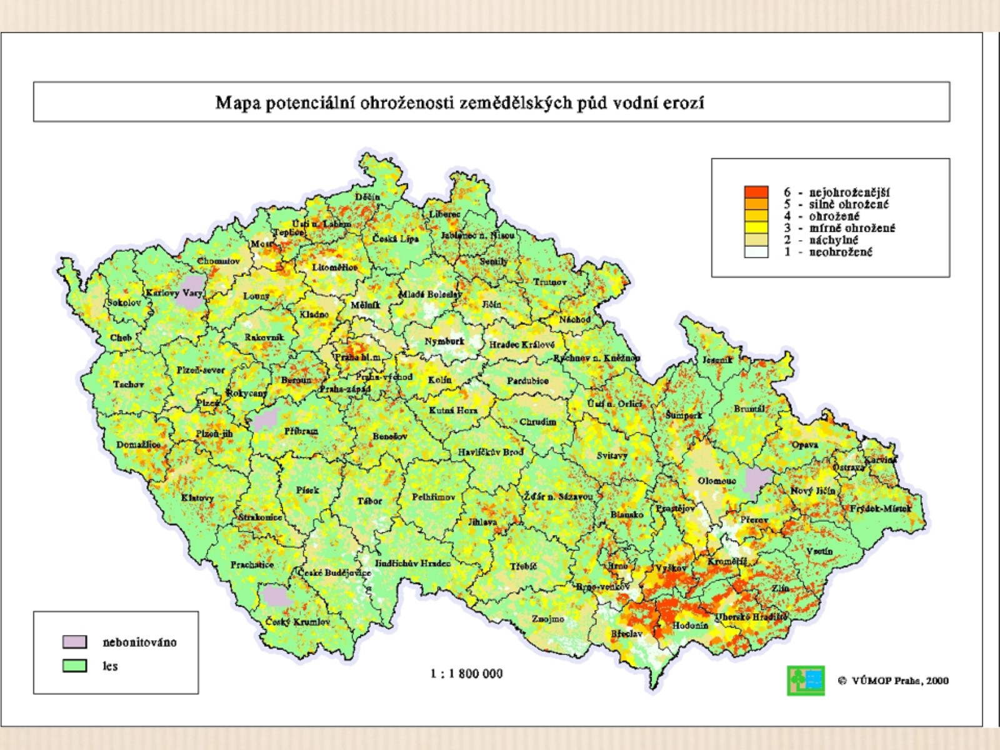 Mapa potenciální ohroženosti zemědělských půd vodní erozí
6 - nejohroženější
5 - silně ohrožené
4 - ohrožené
3 - mírně ohrožené
2 - náchylné
1 - neohrožené
Děčín
Liberec
Ústí n. Labem
Teplice
Česká Lípa
Jablonec n. Nisou
Most
Chomutov
Litoměřice
Semily
Trutnov
Karlovy Vary
Louny
Mladá Boleslav
Sokolov
Mělník
Jičín
Kladno
Náchod
Cheb
Rakovník
Nymburk
Hradec Králové
Praha hl.m.
Rychnov n. Kněžnou
Jeseník
Plzeň-sever
Tachov
Beroun
Praha-východ
Kolín
Pardubice
Praha-západ
Rokycany
Plzeň
Kutná Hora
Ústí n. Orlicí
Šumperk
Bruntál
Chrudim
Plzeň-jih
Příbram
Benešov
Domažlice
Havlíčkův Brod
Svitavy
Opava
Karviná
Ostrava
Olomouc
Klatovy
Písek
Tábor
Pelhřimov
Žďár n. Sázavou
Nový Jičín
Strakonice
Jihlava
Blansko
Prostějov
Přerov
Frýdek-Místek
Vsetín
Prachatice
České Budějovice
Jindřichův Hradec
Třebíč
Brno
Vyškov
Kroměříž
Brno-venkov
Zlín
Český Krumlov
Znojmo
Břeclav
Hodonín
Uherské Hradiště
nebonitováno
les
1 : 1 800 000
© VÚMOP Praha, 2000